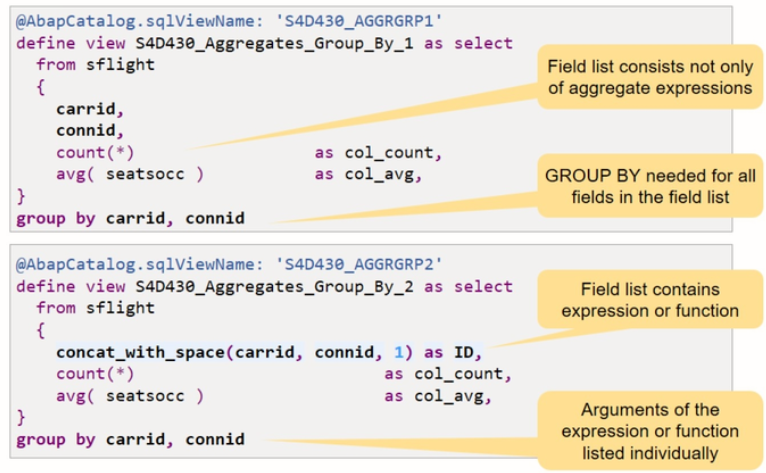 @AbapCatalog.sqlViewName: 'S4D430_AGGRGRP1'
define view S4D430_Aggregates_Group_By_1 as select
from sflight
{
carrid,
connid,
count(*) as col_count,
avg( seatsocc ) as col_avg,
}
group by carrid, connid
Field list consists not only
of aggregate expressions
GROUP BY needed for all
fields in the field list
@AbapCatalog.sqlViewName: 'S4D430_AGGRGRP2'
define view S4D430_Aggregates_Group_By_2 as select
from sflight
{
concat_with_space(carrid, connid, 1) as ID,
count(*) as col_count,
avg( seatsocc ) as col_avg,
}
group by carrid, connid
Field list contains
expression or function
Arguments of the
expression or function
listed individually